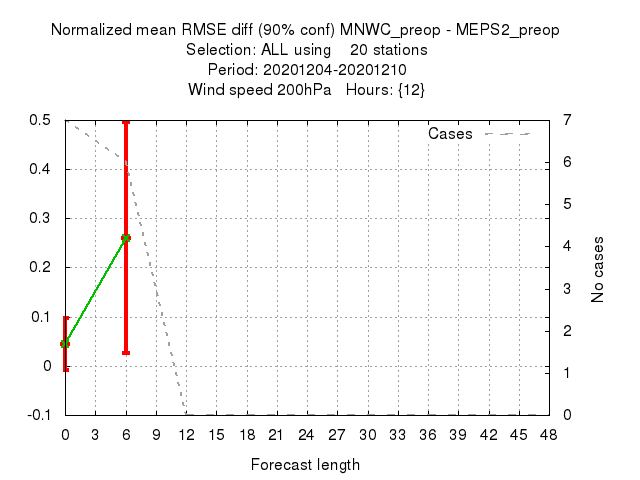 Normalized mean RMSE diff (90% conf) MNWC_preop - MEPS2_preop
Selection: ALL using    20 stations
Period: 20201204-20201210
Wind speed 200hPa   Hours: {12}
Cases
0.5
0.4
0.3
0.2
0.1
0
-0.1
7
6
5
4
3
2
1
0
No cases
0 3 6 9 12 15 18 21 24 27 30 33 36 39 42 45 48
Forecast length